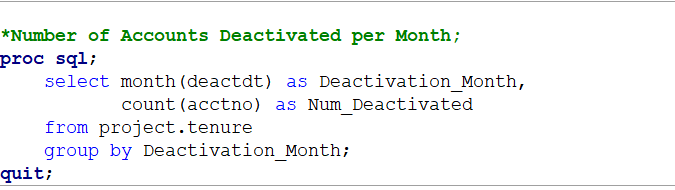 *Number of Accounts Deactivated per Month;
proc sql;
select month(deactdt) as Deactivation_Month,
count(acctno) as Num_Deactivated
from project.tenure
group by Deactivation_Month;
quit;